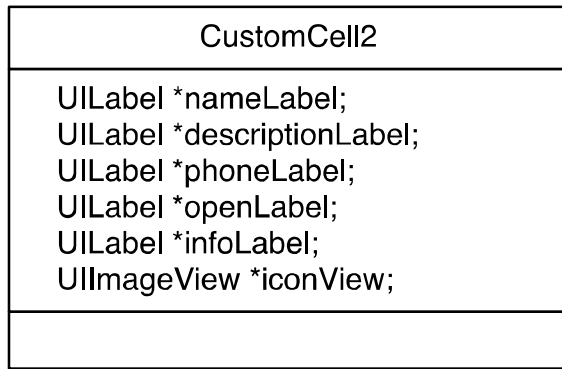 CustomCell2
UILabel *nameLabel;
UILabel *descriptionLabel;
UILabel *phoneLabel;
UILabel *openLabel;
UILabel *infoLabel;
UIImageView *iconView;